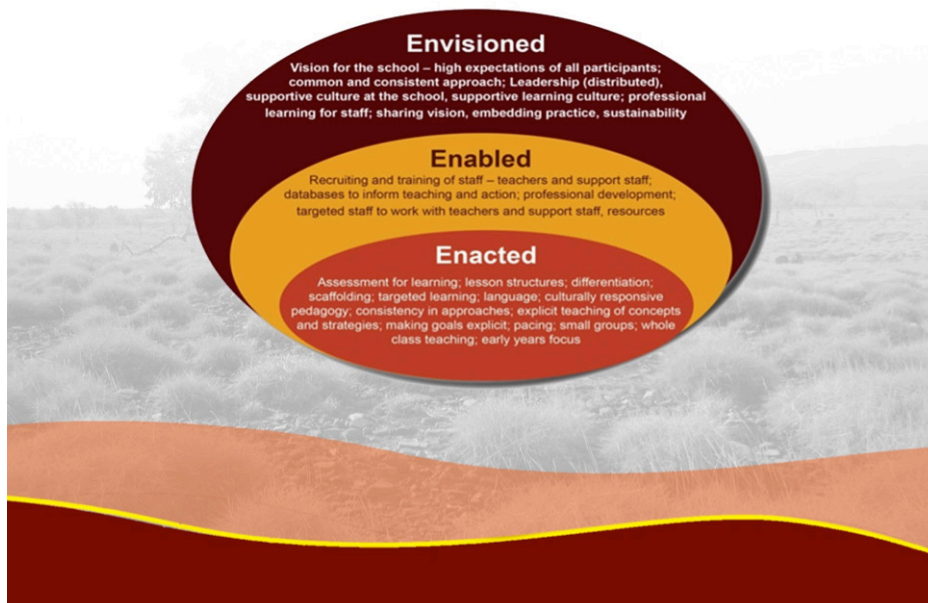 Envisioned
Vision for the school – high expectations of all participants;
common and consistent approach; Leadership (distributed),
supportive culture at the school, supportive learning culture; professional
learning for staff; sharing vision, embedding practice, sustainability
Enabled
Recruiting and training of staff – teachers and support staff;
databases to inform teaching and action; professional development;
targeted staff to work with teachers and support staff, resources
Enacted
Assessment for learning; lesson structures; differentiation;
scaffolding; targeted learning; language; culturally responsive
pedagogy; consistency in approaches; explicit teaching of concepts
and strategies; making goals explicit; pacing; small groups; whole
class teaching; early years focus